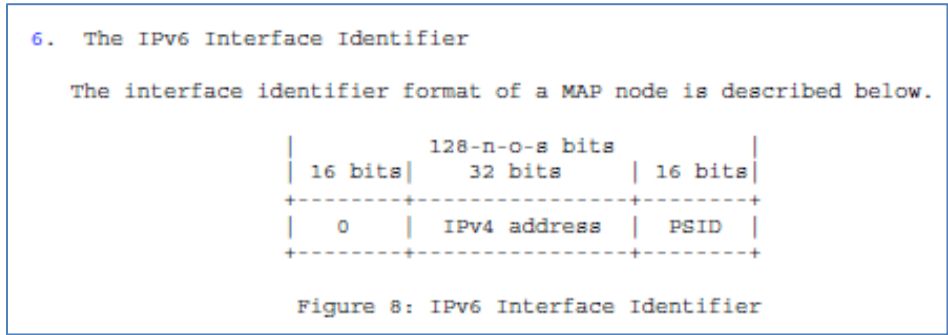 6. The IPv6 Interface Identifier
The interface identifier format of a MAP node is described below.
| 128-n-o-s bits |
| 16 bits| 32 bits | 16 bits|
+--------+----------------+--------+
| 0 | IPv4 address | PSID |
+--------+----------------+--------+
Figure 8: IPv6 Interface Identifier